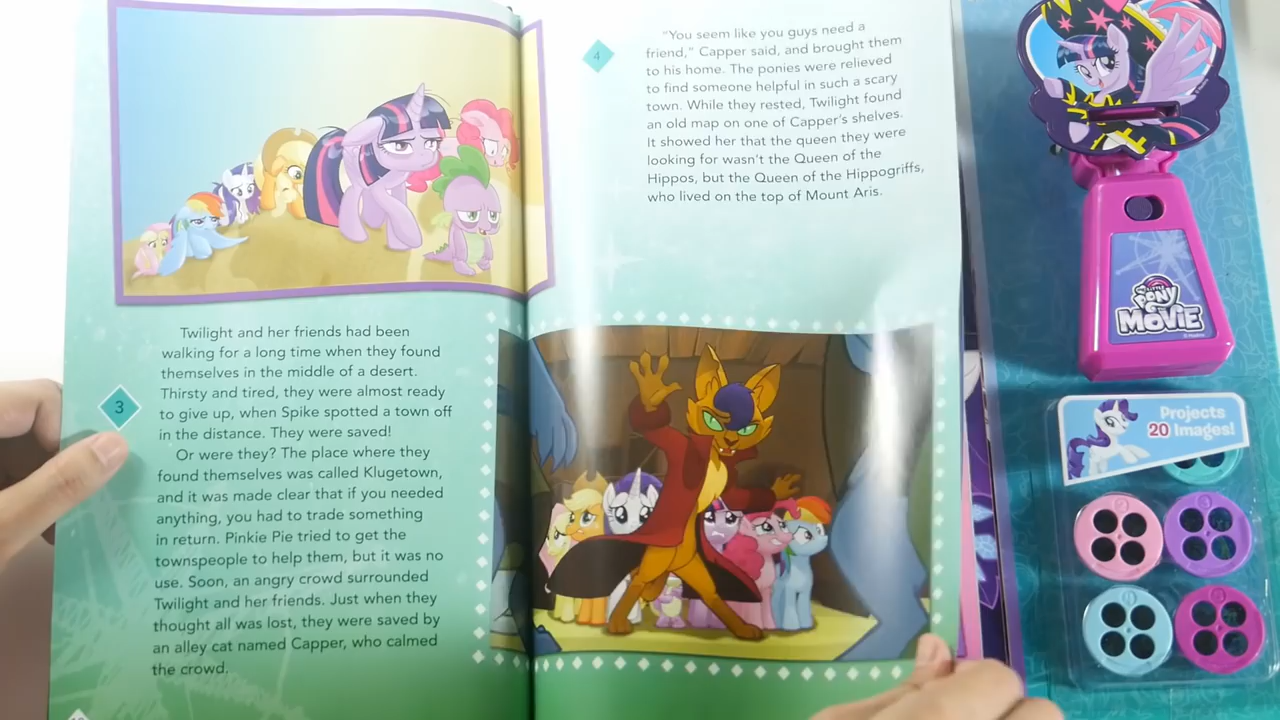 Twilight and her friends had been
walking for a long time when they found
themselves in the middle of a desert.
Thirsty and tired, they were almost ready
to give up, when Spike spotted a town off
in the distance. They were saved!
Or were they? The place where they
found themselves was called Klugetown,
and it was made clear that if you needed
anything, you had to trade something
in return. Pinkie Pie tried to get the
townspeople to help them, but it was no
use. Soon, an angry crowd surrounded
Twilight and her friends. Just when they
thought all was lost, they were saved by
an alley cat named Capper, who calmed
the crowd.
3
4
"You seem like you guys need a
friend," Capper said, and brought them
to his home. The ponies were relieved
to find someone helpful in such a scary
town. While they rested, Twilight found
an old map on one of Capper's shelves.
It showed her that the queen they were
looking for wasn't the Queen of the
Hippos, but the Queen of the Hippogriffs,
who lived on the top of Mount Aris.
MY LITTLE
PONY
THE
MOVIE
Projects
20 Images!